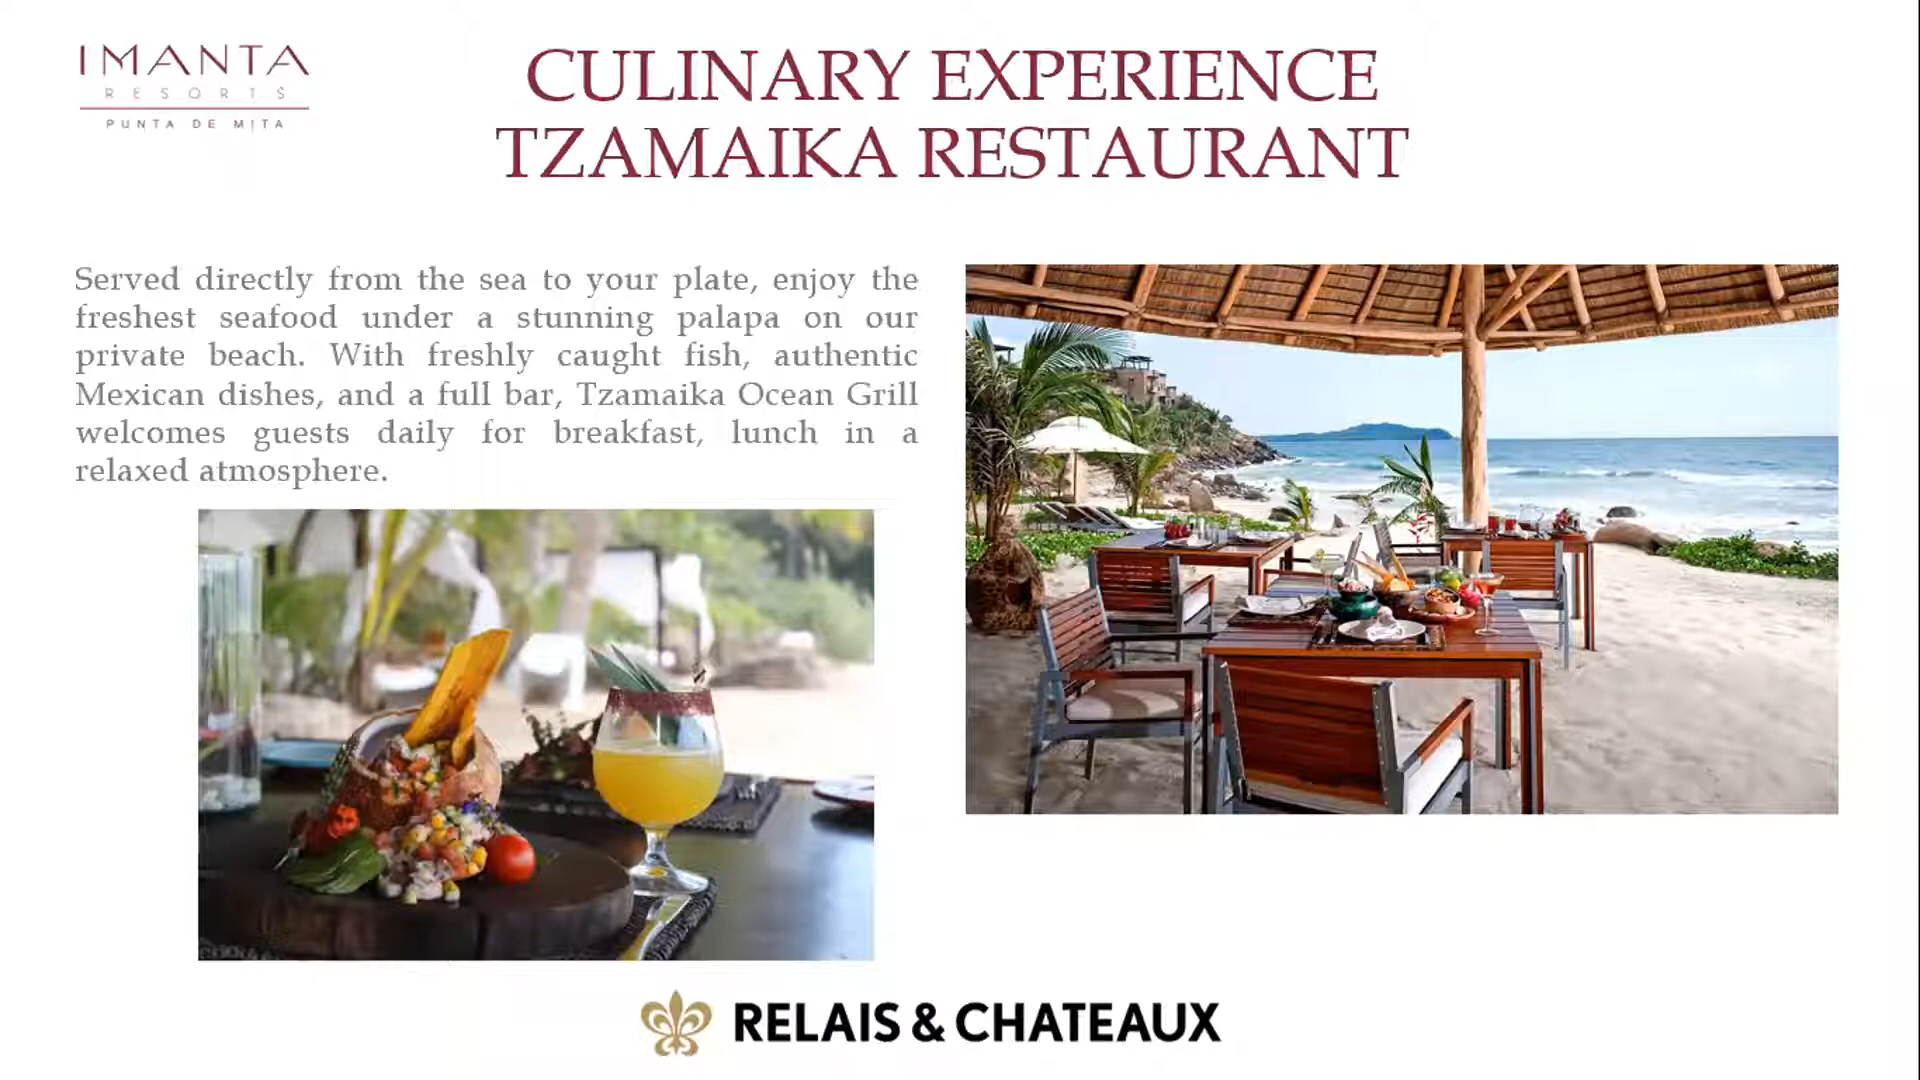 IMANTA
RESORTS
PUNTA DE MITA
CULINARY EXPERIENCE
TZAMAIKA RESTAURANT
Served directly from the sea to your plate, enjoy the
freshest seafood under a stunning palapa on our
private beach. With freshly caught fish, authentic
Mexican dishes, and a full bar, Tzamaika Ocean Grill
welcomes guests daily for breakfast, lunch in a
relaxed atmosphere.
RELAIS & CHATEAUX